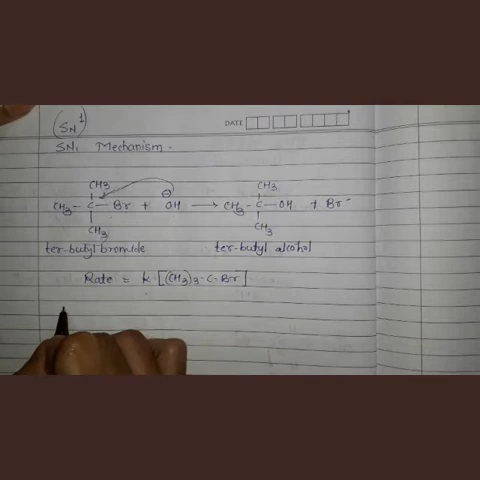 (SN1)
DATE
SN1 Mechanism.
CH3 CH3
CH3 - C - Br + OH ⊖ → CH3 - C - OH + Br-
CH3 CH3
ter-butyl bromide ter-butyl alcohol
Rate = k [(CH3)3-C-Br]